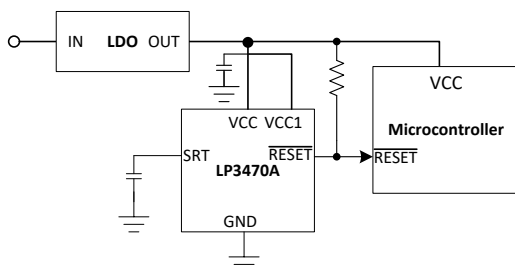 IN LDO OUT
VCC
VCC VCC1
Microcontroller
SRT
RESET
RESET
LP3470A
GND